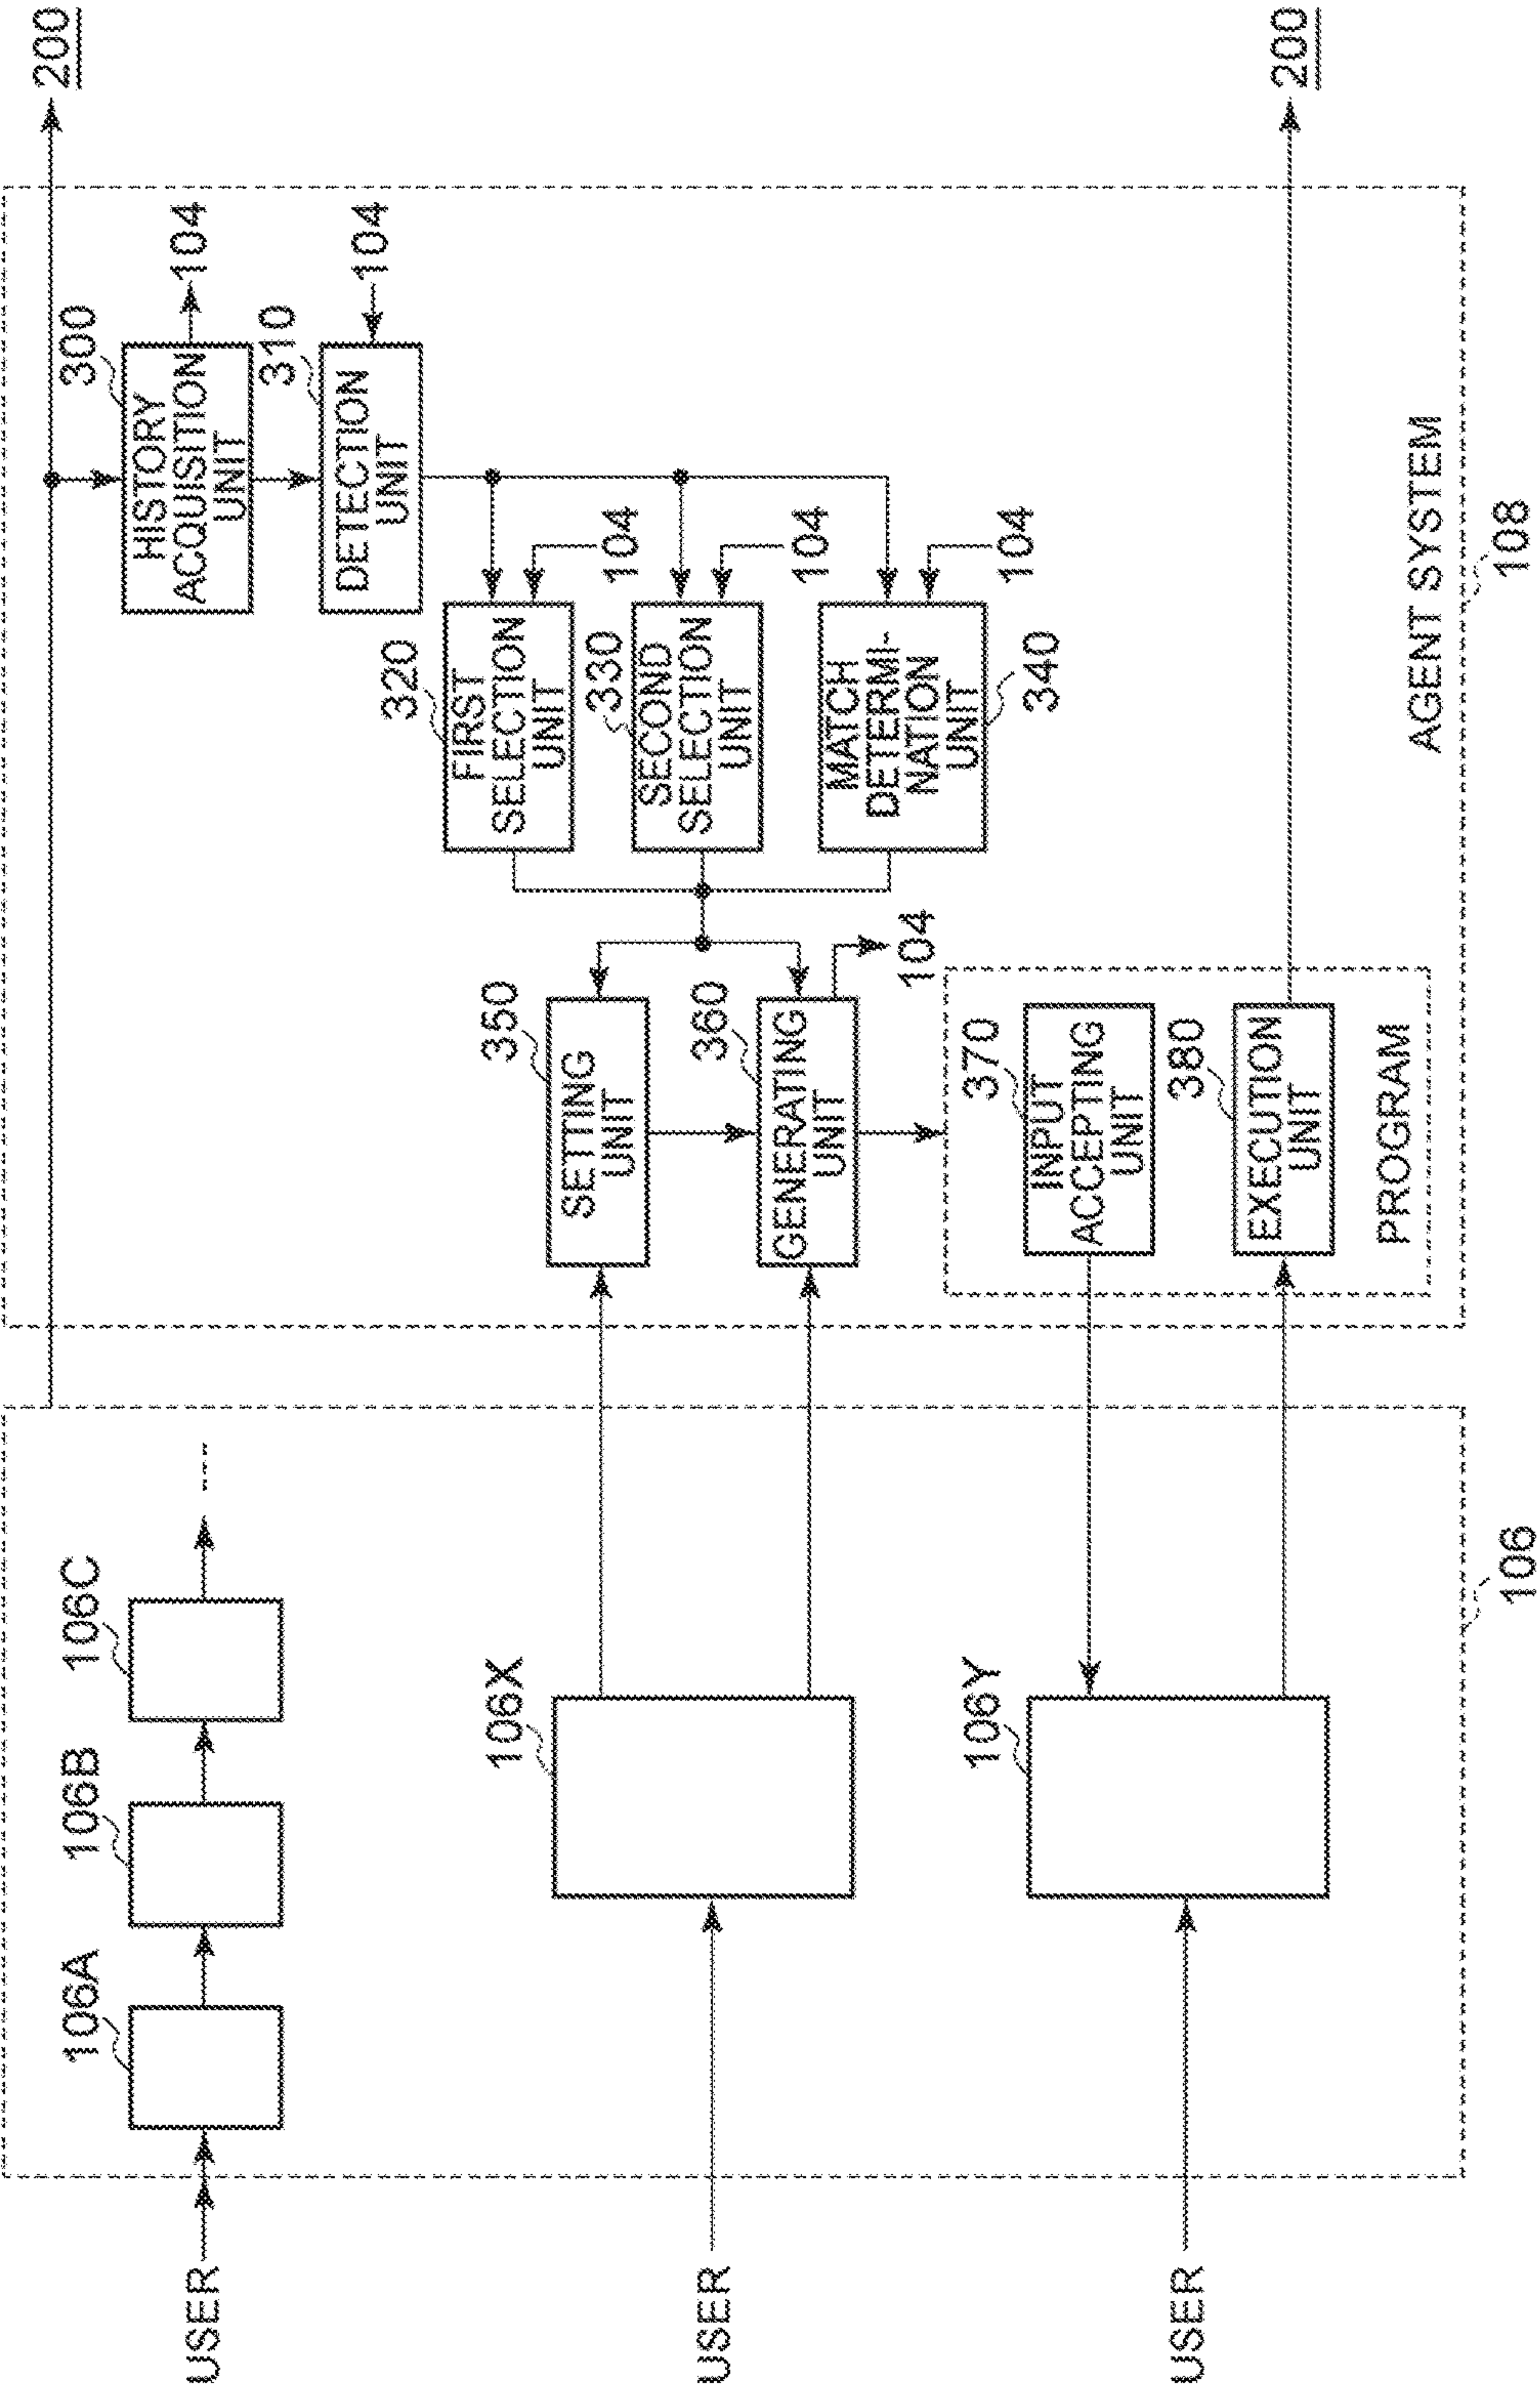 200
300
HISTORY
ACQUISITION
UNIT
104
310
DETECTION
UNIT
104
320
FIRST
SELECTION
UNIT
104
330
SECOND
SELECTION
UNIT
104
MATCH
DETERMI-
NATION
UNIT
340
104
350
SETTING
UNIT
360
GENERATING
UNIT
104
370
INPUT
ACCEPTING
UNIT
380
EXECUTION
UNIT
PROGRAM
200
AGENT SYSTEM
108
106A
106B
106C
USER
106X
USER
106Y
USER
106